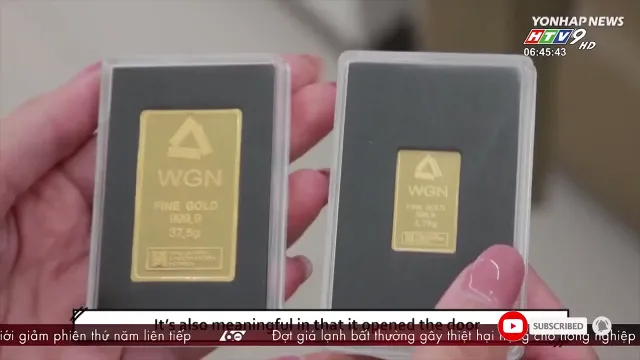 YONHAP NEWS
HTV9 HD
06:45:43
WGN
FINE GOLD
999,9
37,5g
WGN
FINE GOLD
999,9
3,75g
It's also meaningful in that it opened the door
SUBSCRIBED
iới giảm phiên thứ năm liên tiếp
Đợt giá lạnh bất thường gây thiệt hại nặng cho nông nghiệp